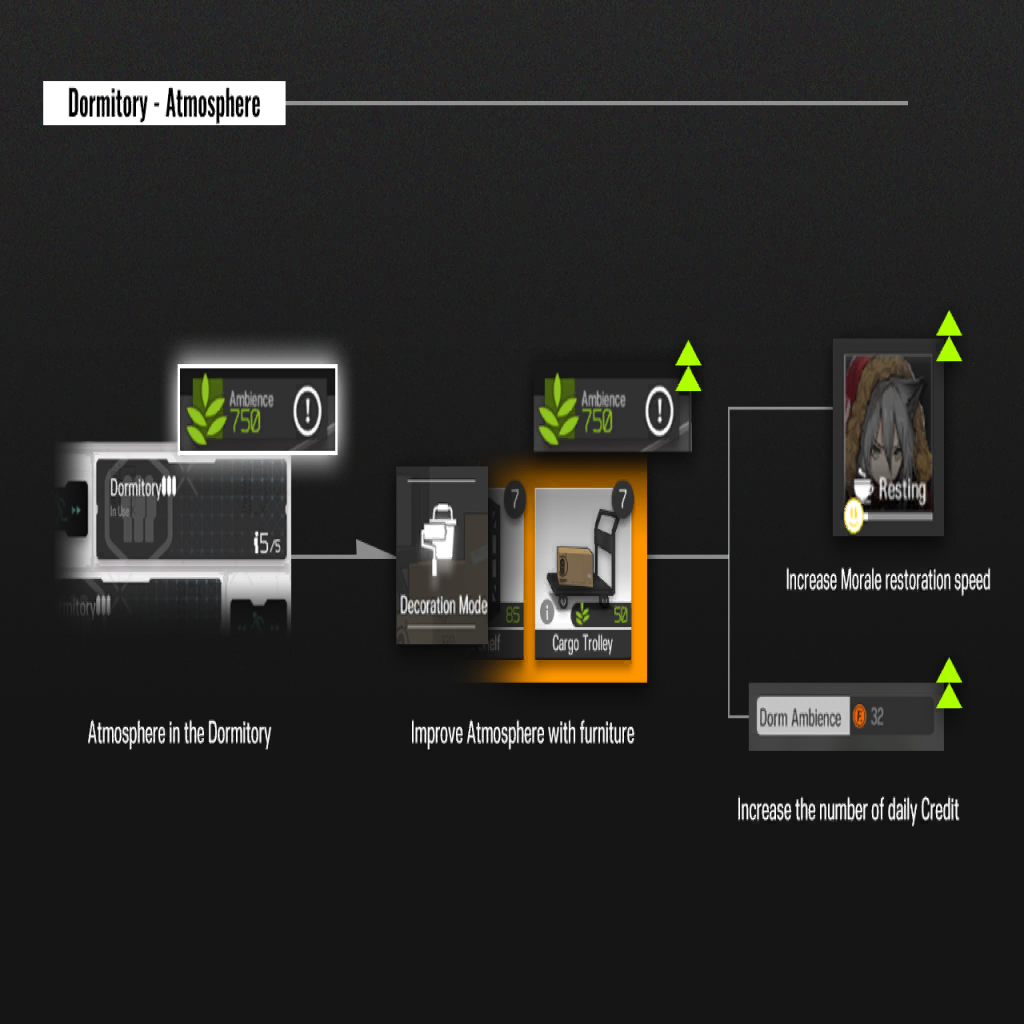 Dormitory - Atmosphere
Ambience
750
Dormitory
In Use
5/5
mitory
Atmosphere in the Dormitory
Ambience
750
7
7
Decoration Mode
85
50
helf
Cargo Trolley
Improve Atmosphere with furniture
Resting
Increase Morale restoration speed
Dorm Ambience
32
Increase the number of daily Credit